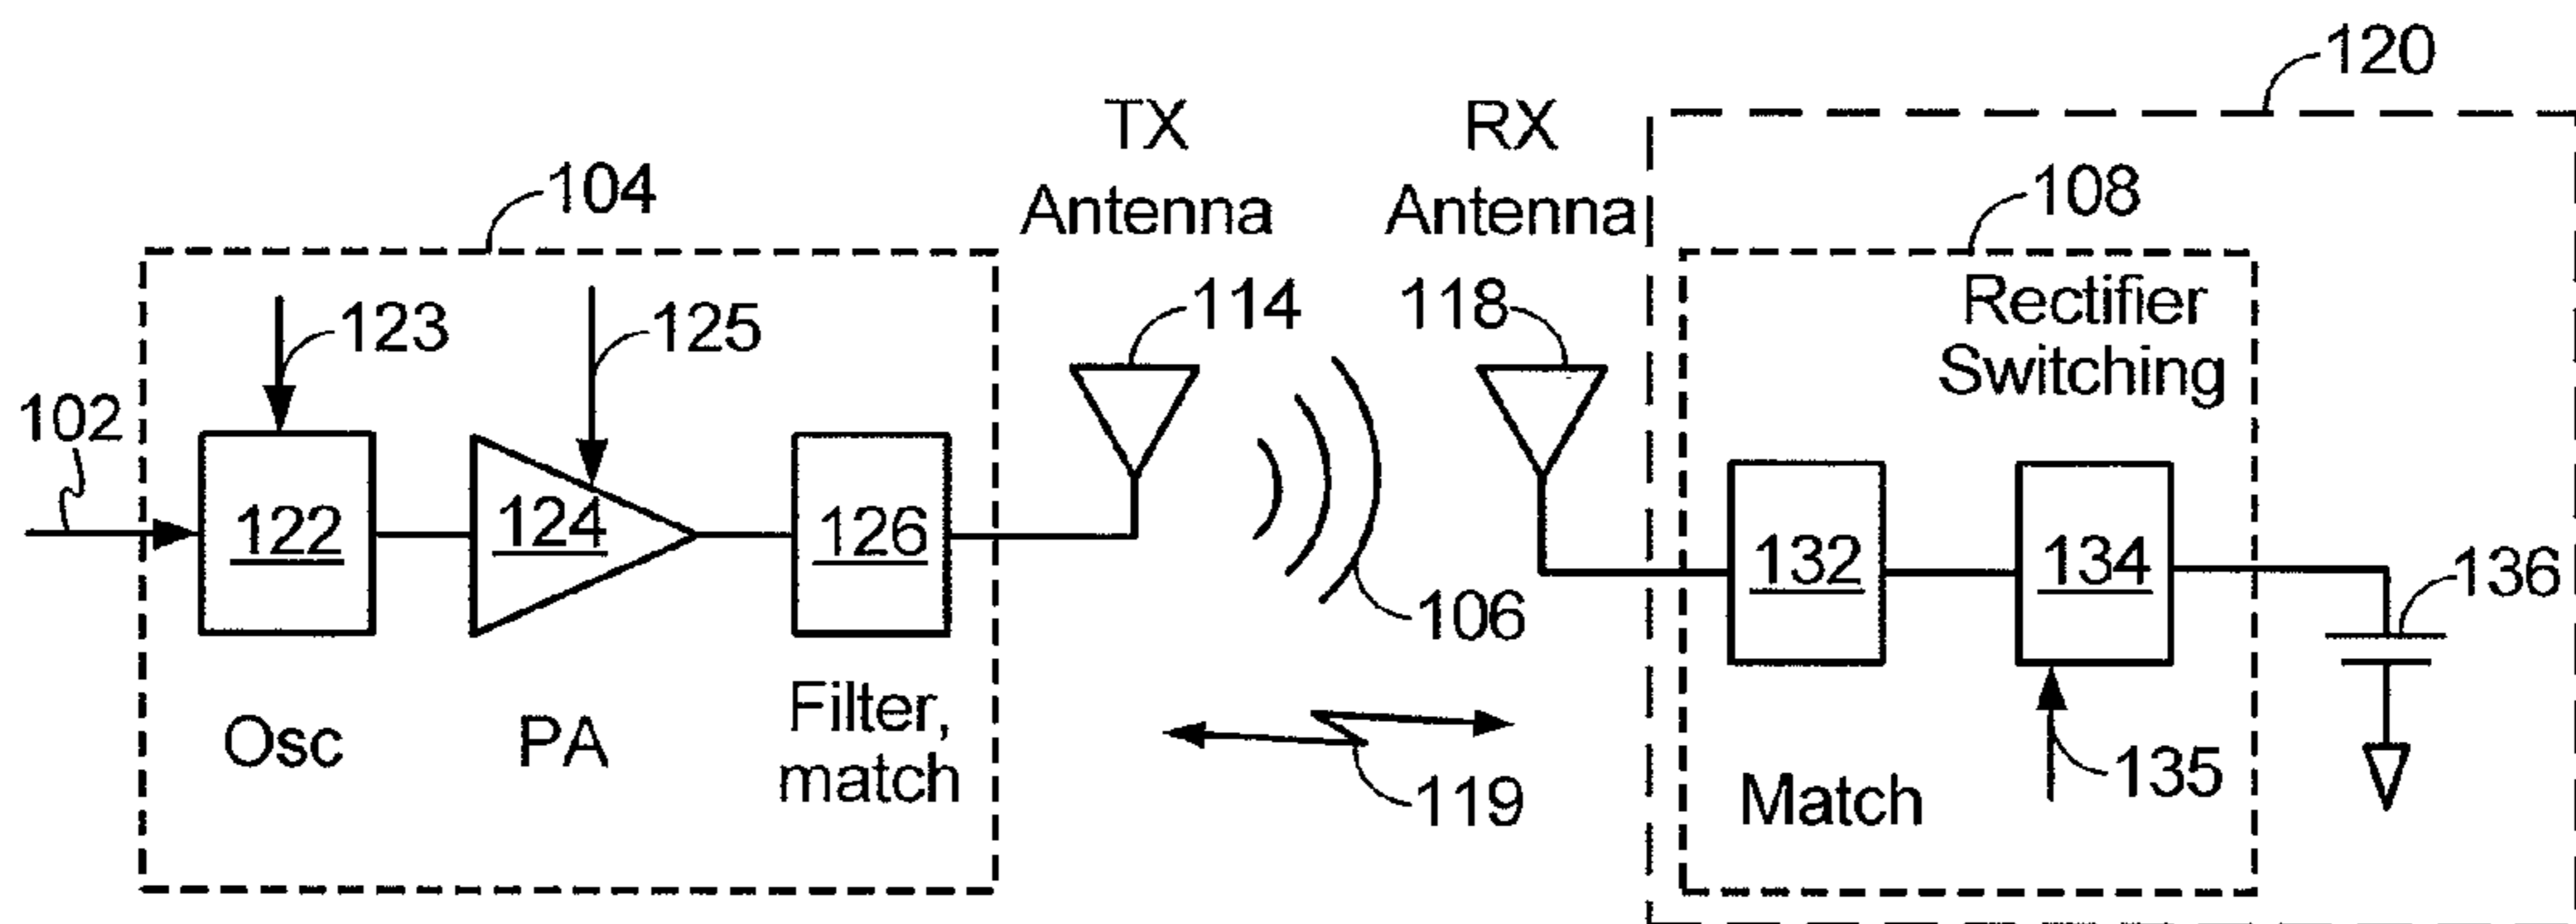 120
TX
Antenna
RX
Antenna
104
108
Rectifier
Switching
123
125
114
118
102
122
124
126
132
134
136
106
Osc
PA
Filter,
match
119
Match
135